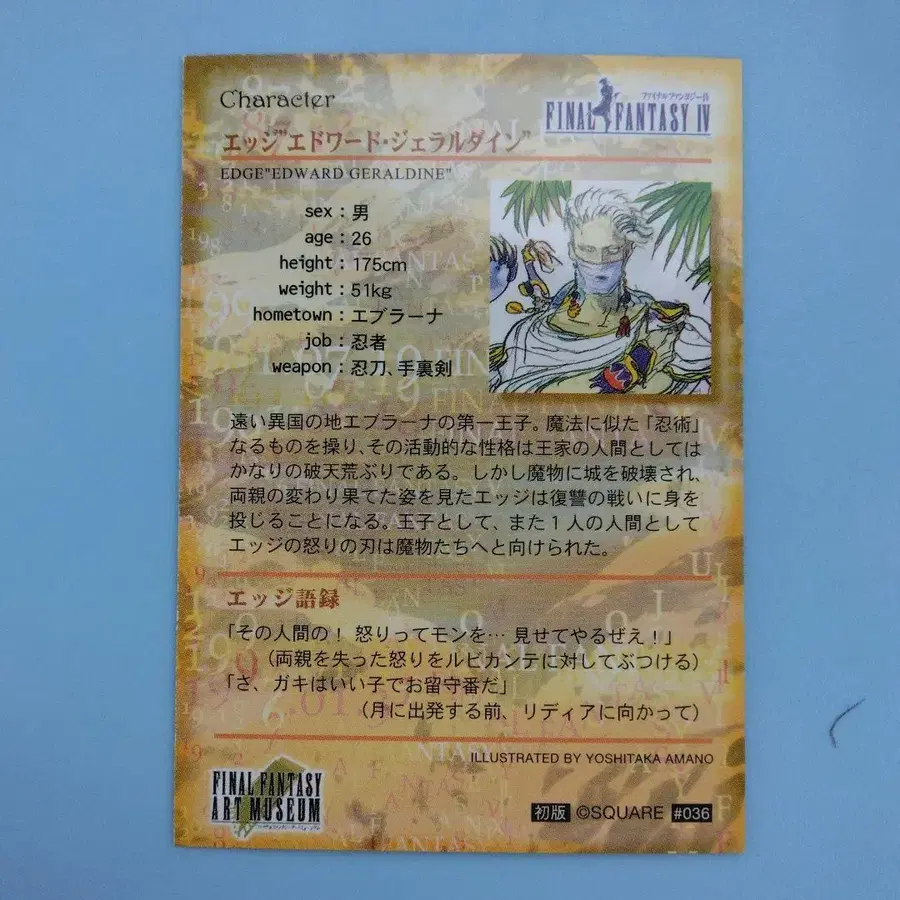 Character
ファイナルファンタジーIV
FINAL FANTASY IV
エッジ"エドワード・ジェラルダイン"
EDGE"EDWARD GERALDINE"
sex：男
age：26
height：175cm
weight：51kg
hometown：エブラーナ
job：忍者
weapon：忍刀、手裏剣
遠い異国の地エブラーナの第一王子。魔法に似た「忍術」
なるものを操り、その活動的な性格は王家の人間としては
かなりの破天荒ぶりである。しかし魔物に城を破壊され、
両親の変わり果てた姿を見たエッジは復讐の戦いに身を
投じることになる。王子として、また1人の人間として
エッジの怒りの刃は魔物たちへと向けられた。
エッジ語録
「その人間の！ 怒りってモンを… 見せてやるぜえ！」
（両親を失った怒りをルビカンテに対してぶつける）
「さ、ガキはいい子でお留守番だ」
（月に出発する前、リディアに向かって）
ILLUSTRATED BY YOSHITAKA AMANO
FINAL FANTASY
ART MUSEUM
初版 ©SQUARE #036